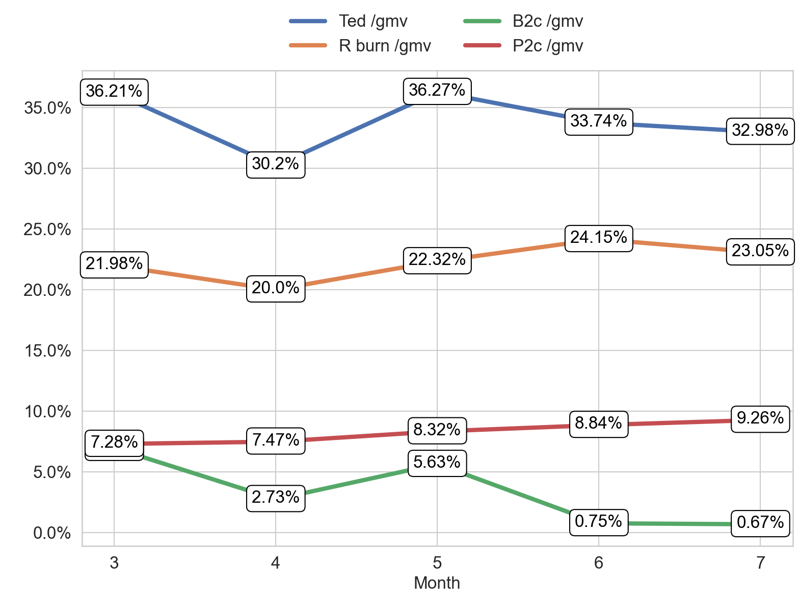 Ted /gmv B2c /gmv
R burn /gmv P2c /gmv
36.21% 30.2% 36.27% 33.74% 32.98%
21.98% 20.0% 22.32% 24.15% 23.05%
7.28% 7.47% 8.32% 8.84% 9.26%
2.73% 5.63% 0.75% 0.67%
35.0%
30.0%
25.0%
20.0%
15.0%
10.0%
5.0%
0.0%
3 4 5 6 7
Month